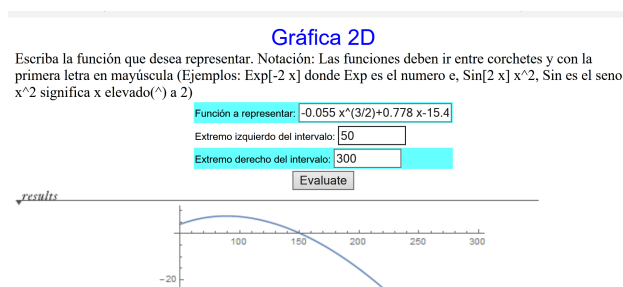 Gráfica 2D
Escriba la función que desea representar. Notación: Las funciones deben ir entre corchetes y con la
primera letra en mayúscula (Ejemplos: Exp[-2 x] donde Exp es el numero e, Sin[2 x] x^2, Sin es el seno
x^2 significa x elevado(^) a 2)
Función a representar: -0.055 x^(3/2)+0.778 x-15.4
Extremo izquierdo del intervalo: 50
Extremo derecho del intervalo: 300
Evaluate
results
100 150 200 250 300
-20